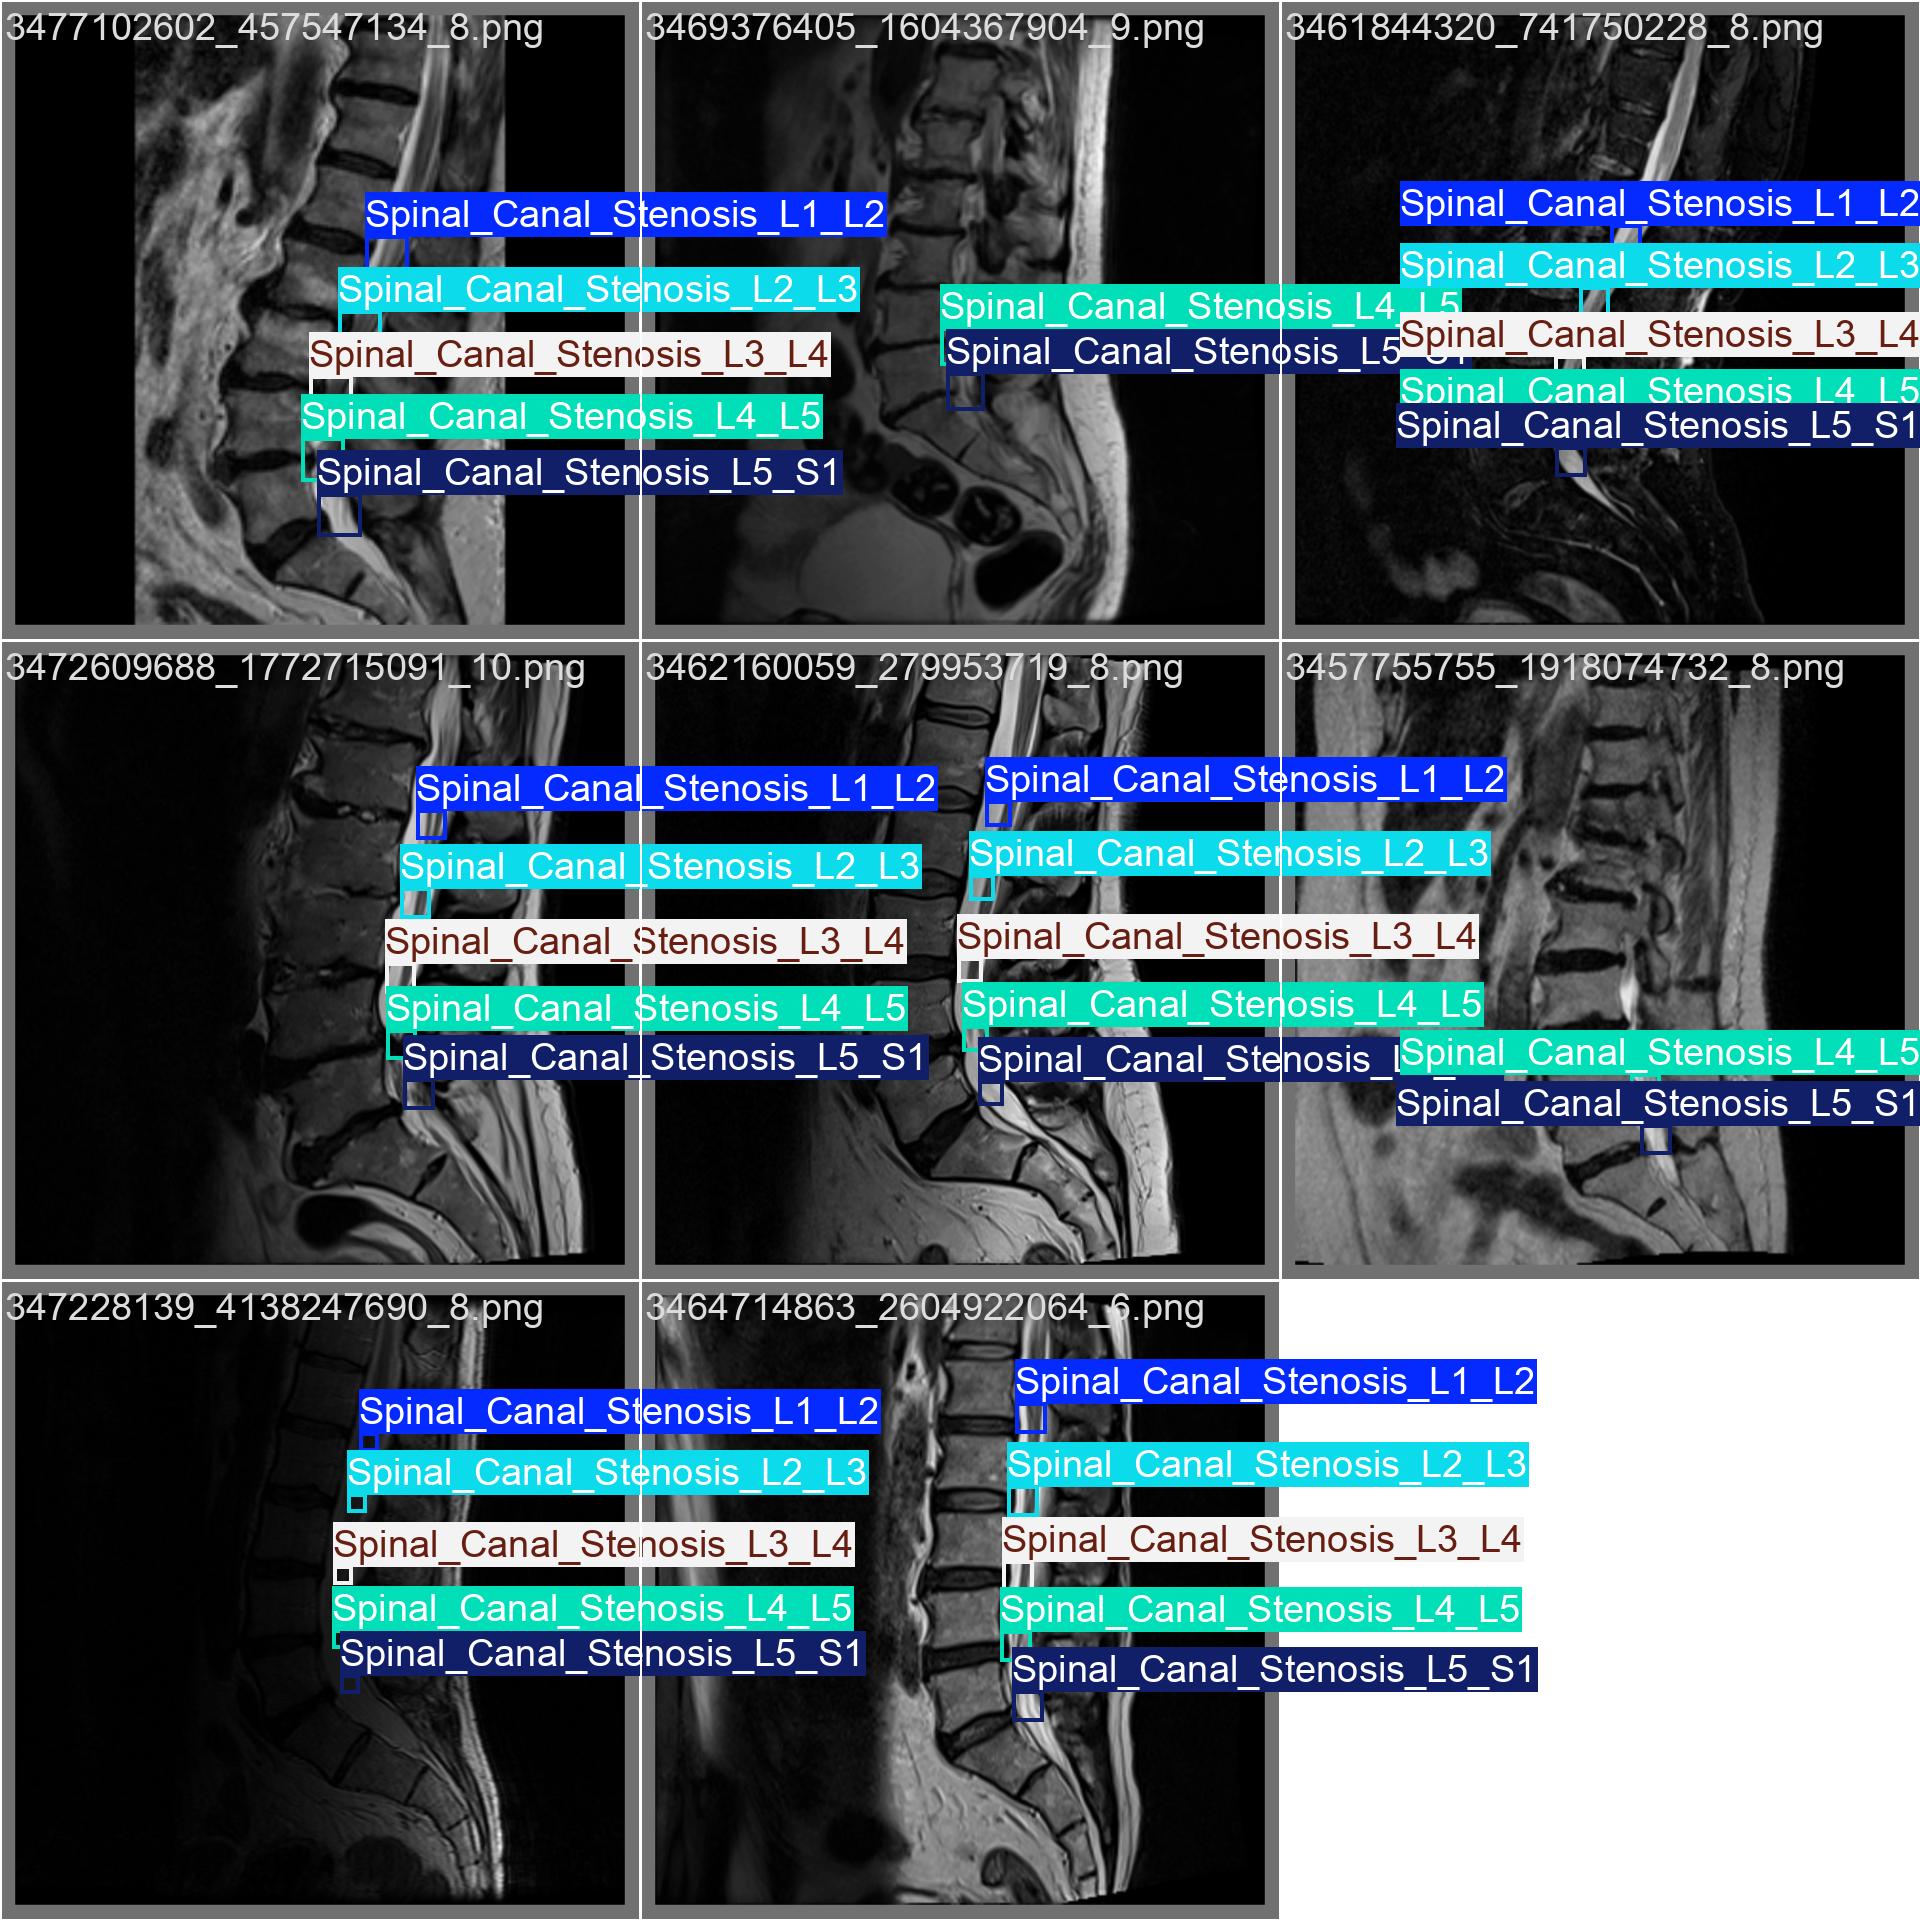 3477102602_457547134_8.png
Spinal_Canal_Stenosis_L1_L2
Spinal_Canal_Stenosis_L2_L3
Spinal_Canal_Stenosis_L3_L4
Spinal_Canal_Stenosis_L4_L5
Spinal_Canal_Stenosis_L5_S1
3469376405_1604367904_9.png
Spinal_Canal_Stenosis_L4_L5
Spinal_Canal_Stenosis_L5_S1
3461844320_741750228_8.png
Spinal_Canal_Stenosis_L1_L2
Spinal_Canal_Stenosis_L2_L3
Spinal_Canal_Stenosis_L3_L4
Spinal_Canal_Stenosis_L4_L5
Spinal_Canal_Stenosis_L5_S1
3472609688_1772715091_10.png
Spinal_Canal_Stenosis_L1_L2
Spinal_Canal_Stenosis_L2_L3
Spinal_Canal_Stenosis_L3_L4
Spinal_Canal_Stenosis_L4_L5
Spinal_Canal_Stenosis_L5_S1
3462160059_279953719_8.png
Spinal_Canal_Stenosis_L1_L2
Spinal_Canal_Stenosis_L2_L3
Spinal_Canal_Stenosis_L3_L4
Spinal_Canal_Stenosis_L4_L5
Spinal_Canal_Stenosis_L
3457755755_1918074732_8.png
Spinal_Canal_Stenosis_L4_L5
Spinal_Canal_Stenosis_L5_S1
347228139_4138247690_8.png
Spinal_Canal_Stenosis_L1_L2
Spinal_Canal_Stenosis_L2_L3
Spinal_Canal_Stenosis_L3_L4
Spinal_Canal_Stenosis_L4_L5
Spinal_Canal_Stenosis_L5_S1
3464714863_2604922064_6.png
Spinal_Canal_Stenosis_L1_L2
Spinal_Canal_Stenosis_L2_L3
Spinal_Canal_Stenosis_L3_L4
Spinal_Canal_Stenosis_L4_L5
Spinal_Canal_Stenosis_L5_S1